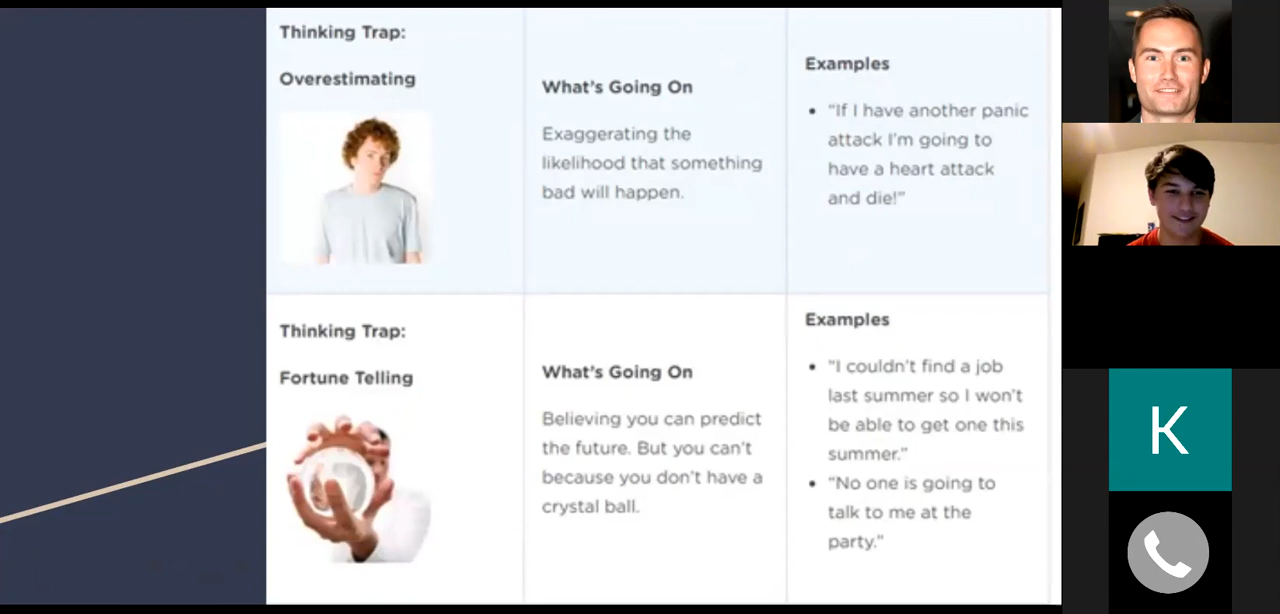 Thinking Trap:
Overestimating
What's Going On
Exaggerating the
likelihood that something
bad will happen.
Examples
• "If I have another panic
attack I'm going to
have a heart attack
and die!"
Thinking Trap:
Fortune Telling
What's Going On
Believing you can predict
the future. But you can't
because you don't have a
crystal ball.
Examples
• "I couldn't find a job
last summer so I won't
be able to get one this
summer."
• "No one is going to
talk to me at the
party."
K